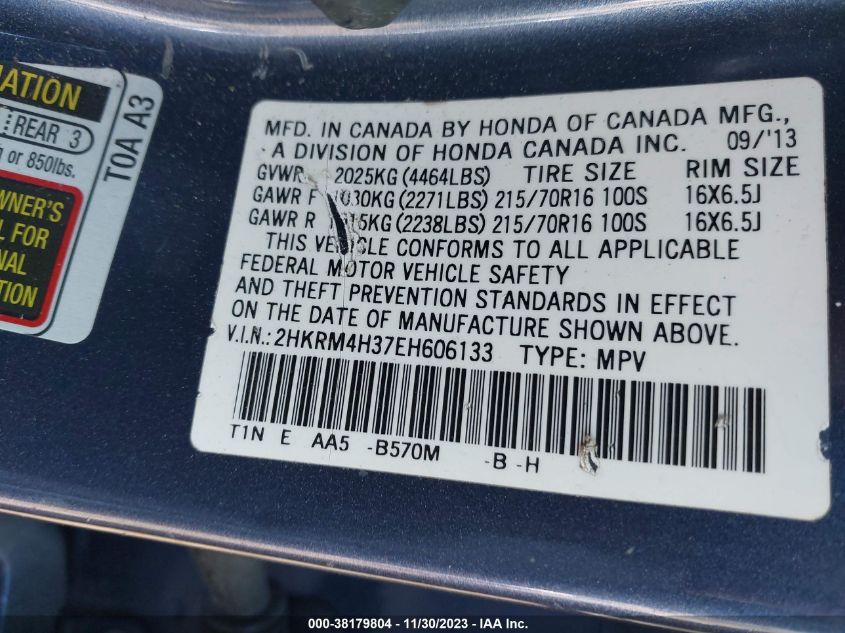 MATION
REAR 3
or 850lbs.
WNER'S
L FOR
NAL
TION
TOA A3
MFD. IN CANADA BY HONDA OF CANADA MFG.,
A DIVISION OF HONDA CANADA INC. 09/'13
GVWR 2025KG (4464LBS) TIRE SIZE RIM SIZE
GAWR F 1030KG (2271LBS) 215/70R16 100S 16X6.5J
GAWR R (2238LBS) 215/70R16 100S 16X6.5J
THIS VEHICLE CONFORMS TO ALL APPLICABLE
FEDERAL MOTOR VEHICLE SAFETY
AND THEFT PREVENTION STANDARDS IN EFFECT
ON THE DATE OF MANUFACTURE SHOWN ABOVE.
V.I.N.: 2HKRM4H37EH606133 TYPE: MPV
T1N E AA5 -B570M -B -H
000-38179804 - 11/30/2023 - IAA Inc.